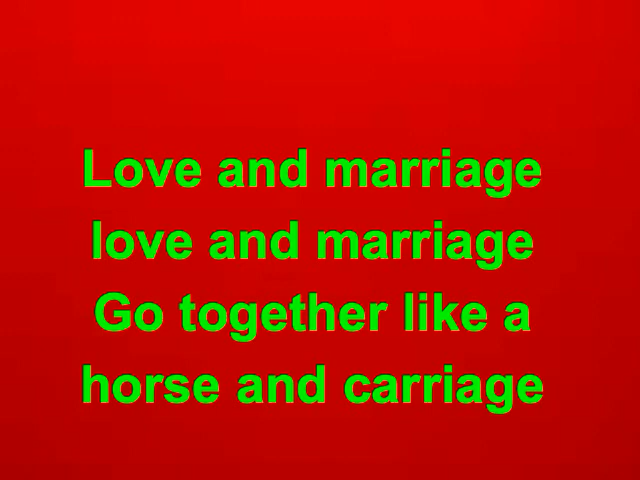 Love and marriage
love and marriage
Go together like a
horse and carriage